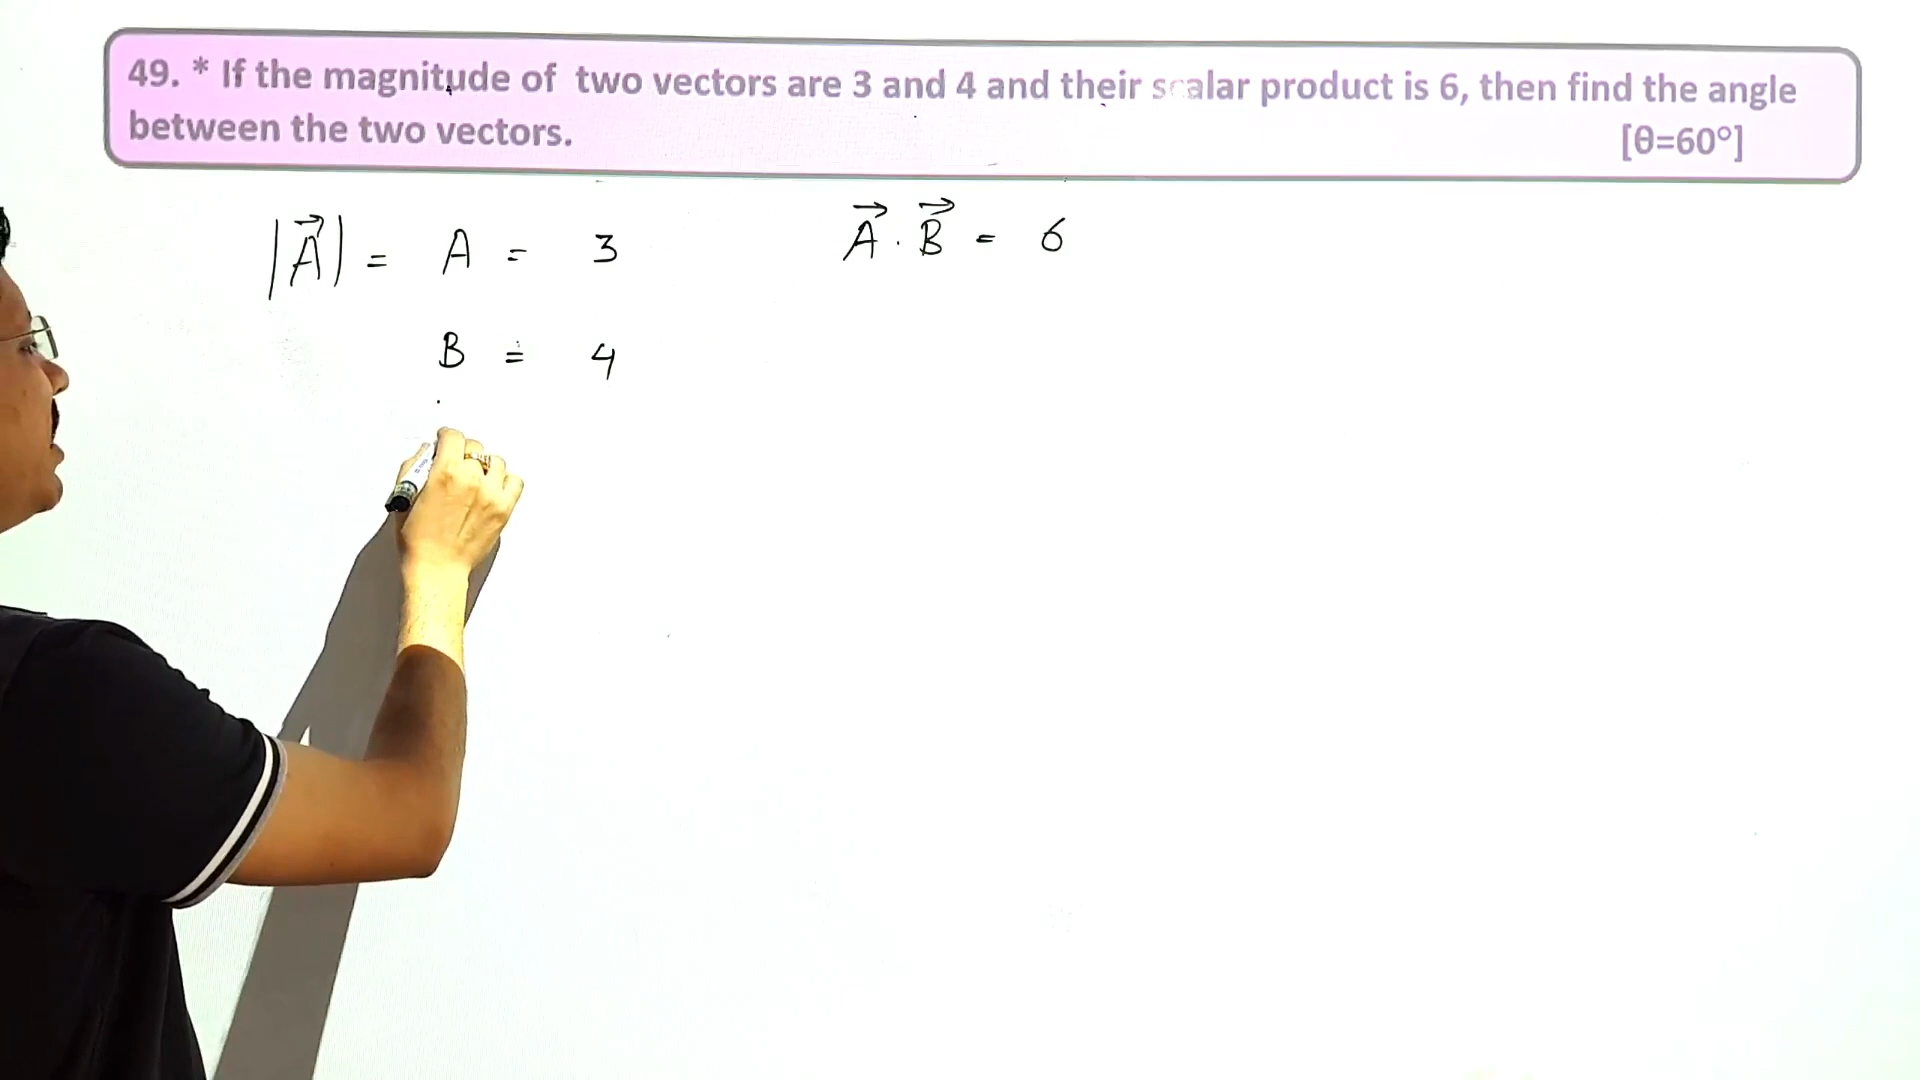 49. * If the magnitude of two vectors are 3 and 4 and their scalar product is 6, then find the angle
between the two vectors. [θ=60°]
|A⃗| = A = 3 A⃗ . B⃗ = 6
B = 4